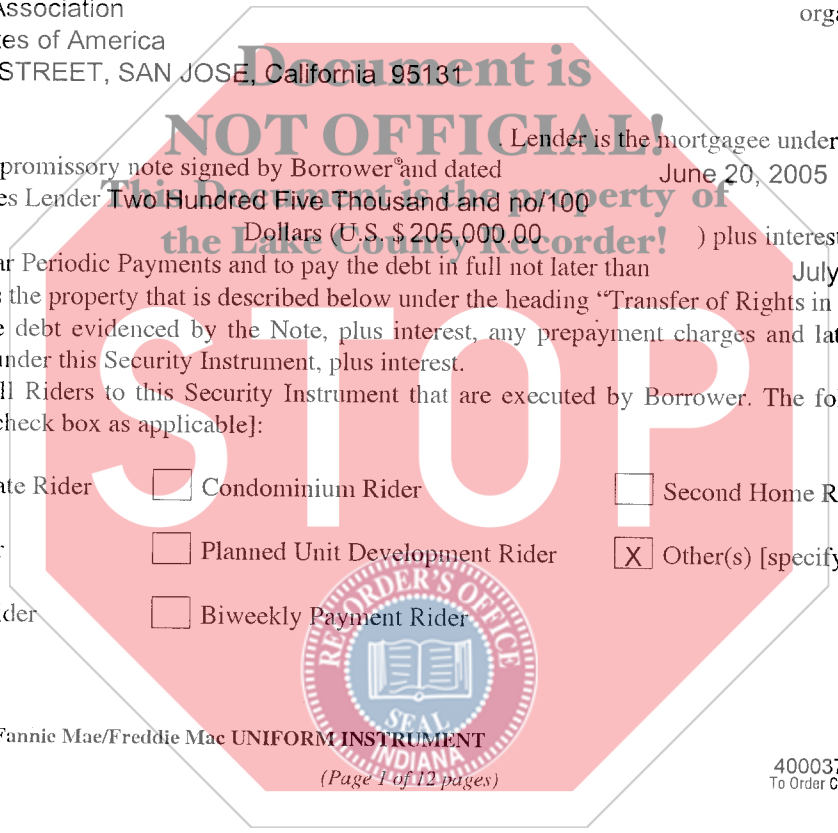 Association
orga
tes of America
STREET, SAN JOSE, California 95131
Document is
NOT OFFICIAL!
. Lender is the mortgagee under
promissory note signed by Borrower and dated June 20, 2005
es Lender Two Hundred Five Thousand and no/100
This Document is the property of
Dollars (U.S. $ 205,000.00 ) plus interest
the Lake County Recorder!
ar Periodic Payments and to pay the debt in full not later than July
the property that is described below under the heading “Transfer of Rights in
e debt evidenced by the Note, plus interest, any prepayment charges and lat
under this Security Instrument, plus interest.
ll Riders to this Security Instrument that are executed by Borrower. The fo
check box as applicable]:
STOP
ate Rider Condominium Rider Second Home R
r Planned Unit Development Rider X Other(s) [specify
der Biweekly Payment Rider
RECORDER'S OFFICE
SEAL
INDIANA
Fannie Mae/Freddie Mac UNIFORM INSTRUMENT
(Page 1 of 12 pages)
400037
To Order C